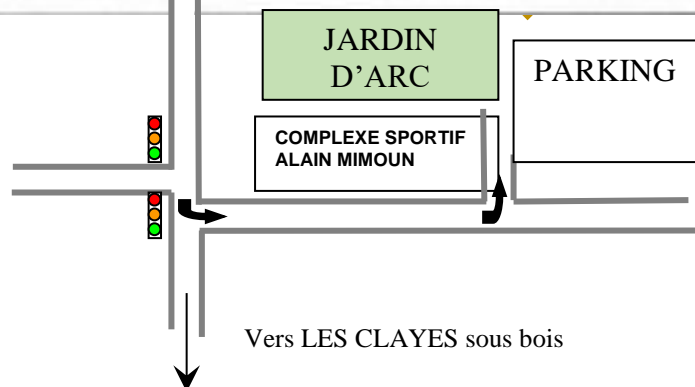 JARDIN
D'ARC
PARKING
COMPLEXE SPORTIF
ALAIN MIMOUN
Vers LES CLAYES sous bois